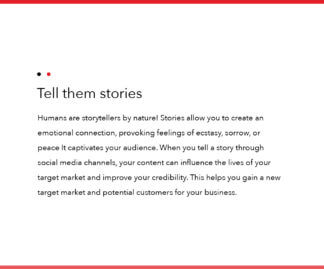 Tell them stories
Humans are storytellers by nature! Stories allow you to create an
emotional connection, provoking feelings of ecstasy, sorrow, or
peace It captivates your audience. When you tell a story through
social media channels, your content can influence the lives of your
target market and improve your credibility. This helps you gain a new
target market and potential customers for your business.